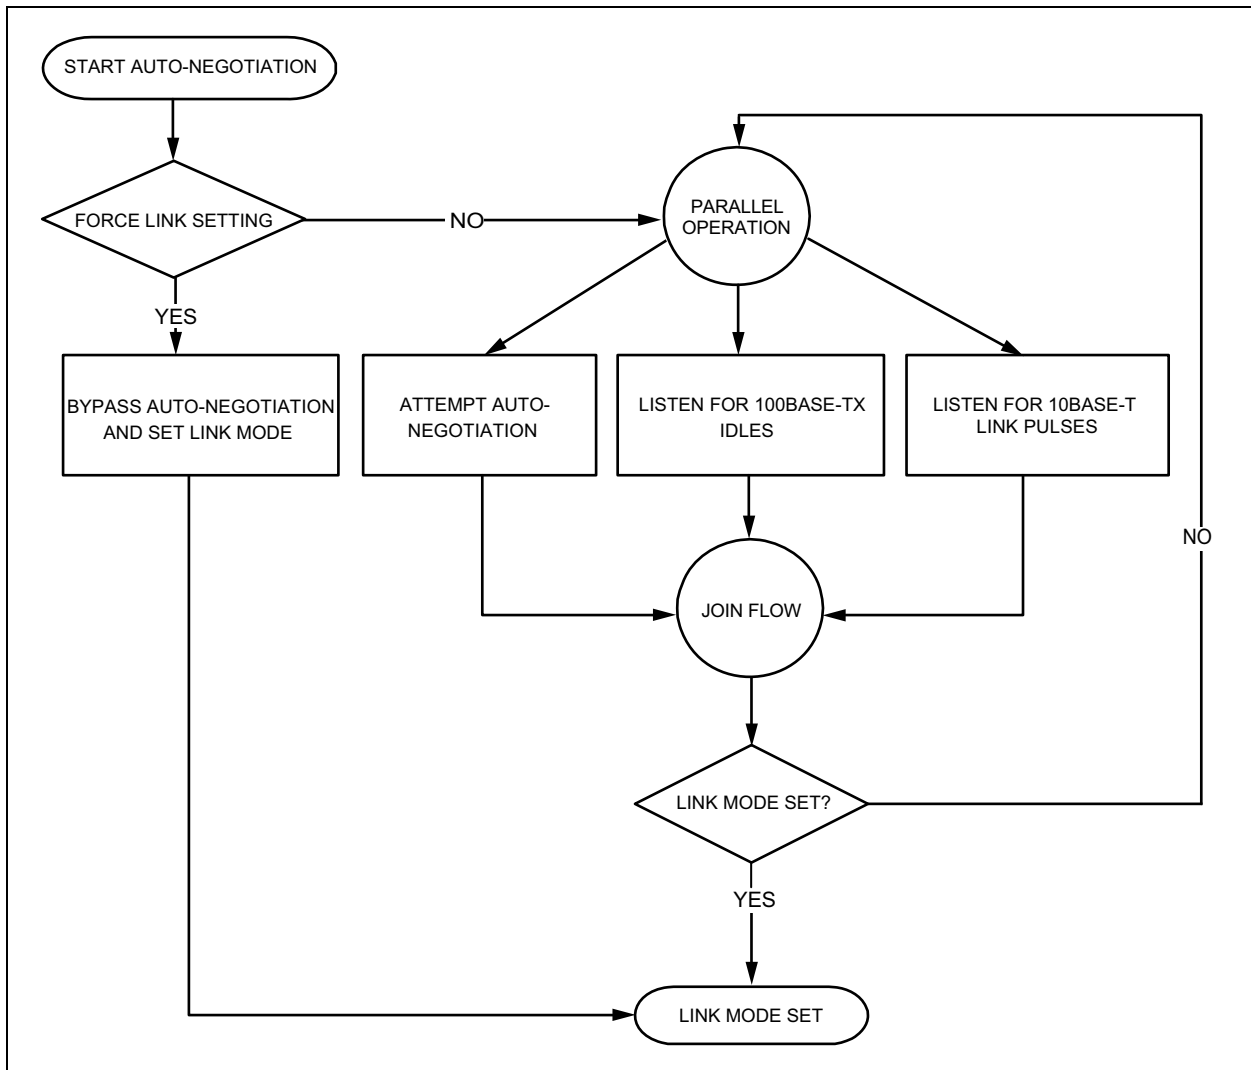 START AUTO-NEGOTIATION
FORCE LINK SETTING
NO
PARALLEL
OPERATION
YES
BYPASS AUTO-NEGOTIATION
AND SET LINK MODE
ATTEMPT AUTO-
NEGOTIATION
LISTEN FOR 100BASE-TX
IDLES
LISTEN FOR 10BASE-T
LINK PULSES
NO
JOIN FLOW
LINK MODE SET?
YES
LINK MODE SET